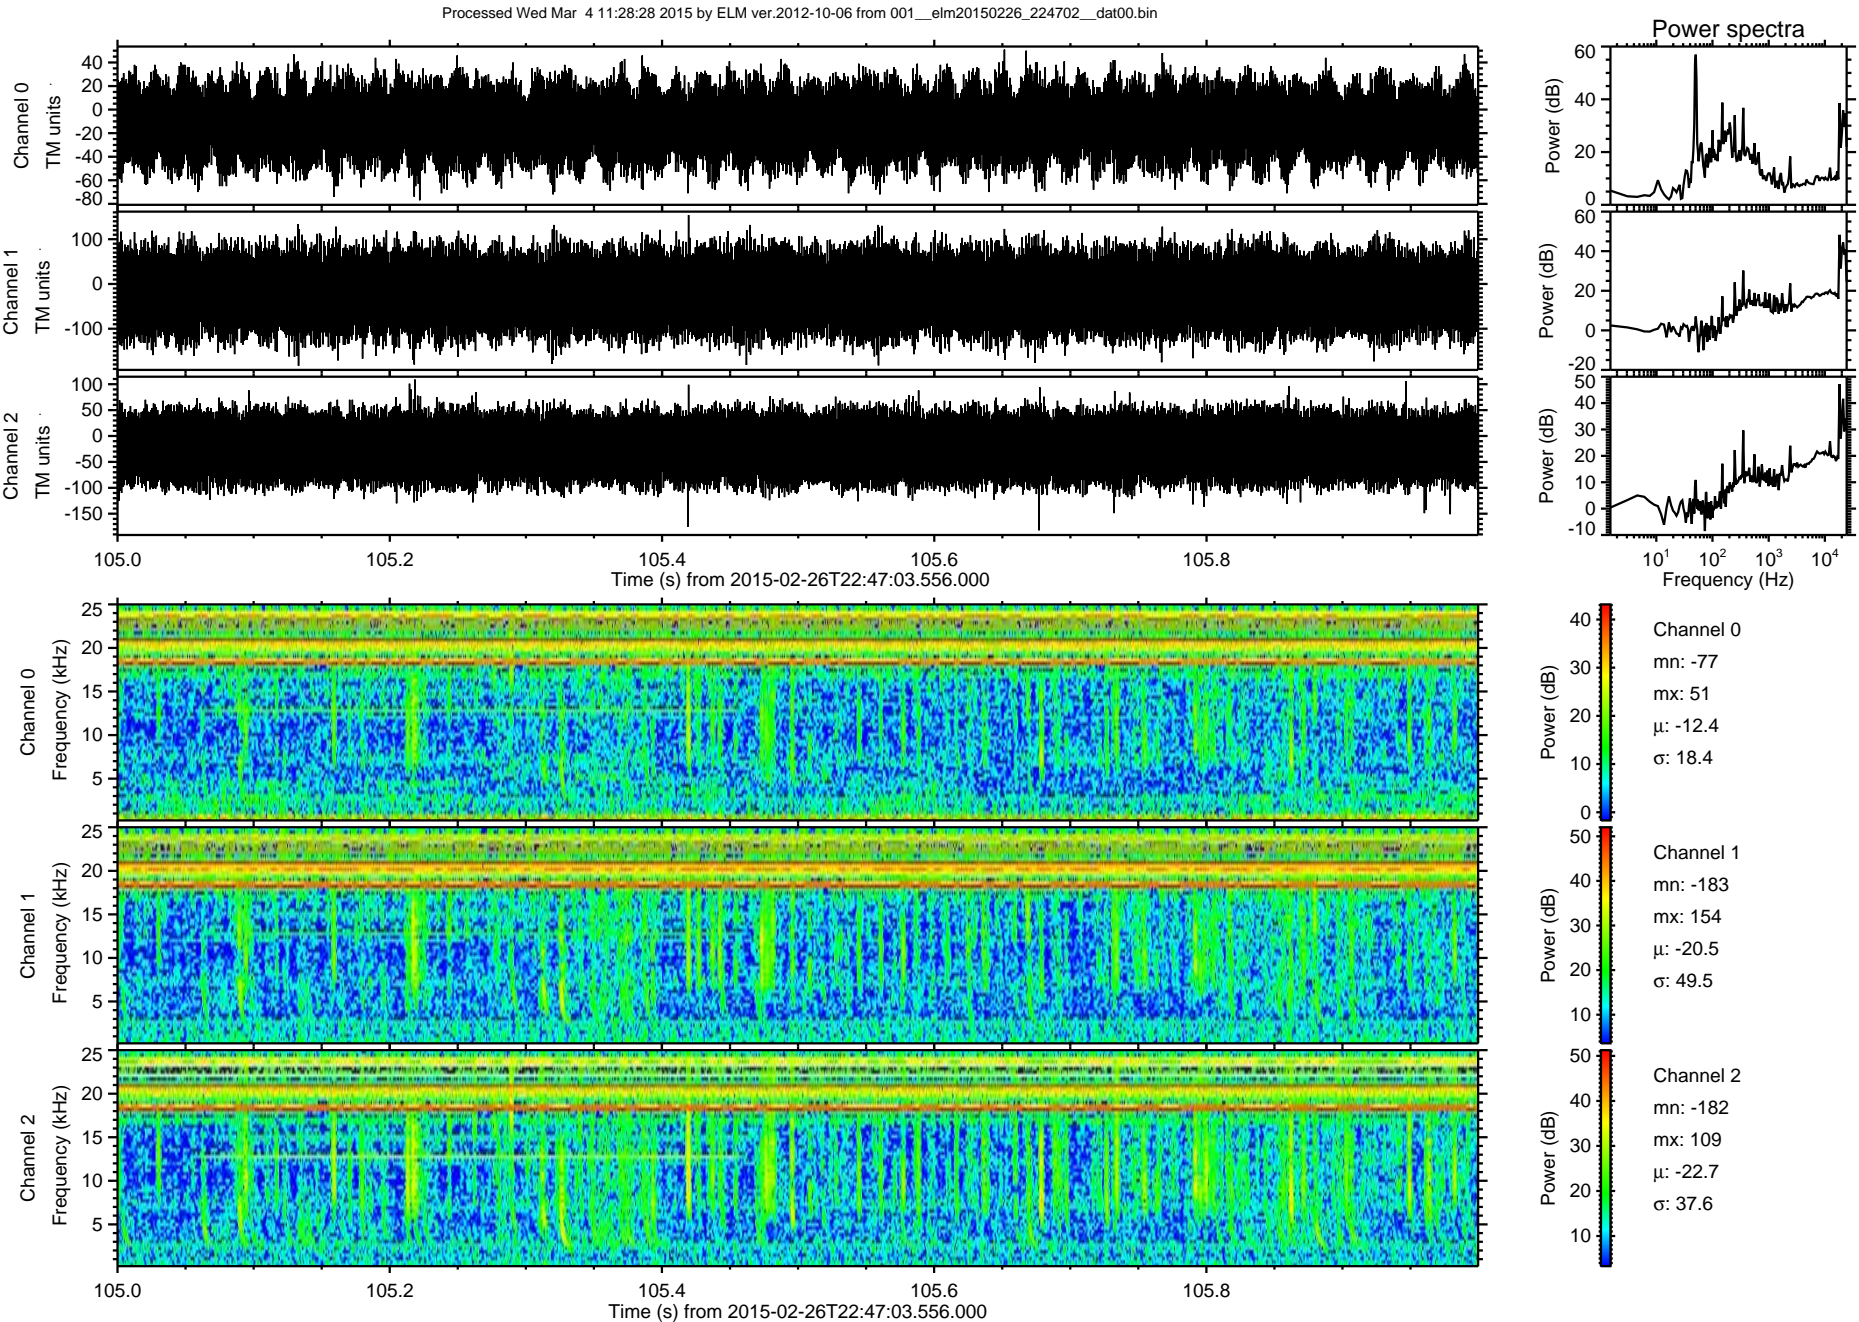 Processed Wed Mar  4 11:28:28 2015 by ELM ver.2012-10-06 from 001__elm20150226_224702__dat00.bin
Power spectra
Channel 0
TM units
40
20
0
-20
-40
-60
-80
Power (dB)
60
40
20
0
Channel 1
TM units
100
0
-100
Power (dB)
60
40
20
0
-20
Channel 2
TM units
100
50
0
-50
-100
-150
Power (dB)
50
40
30
20
10
0
-10
105.0 105.2 105.4 105.6 105.8
Time (s) from 2015-02-26T22:47:03.556.000
10^1 10^2 10^3 10^4
Frequency (Hz)
Channel 0
Frequency (kHz)
25
20
15
10
5
Power (dB)
40
30
20
10
0
Channel 0
mn: -77
mx: 51
μ: -12.4
σ: 18.4
Channel 1
Frequency (kHz)
25
20
15
10
5
Power (dB)
50
40
30
20
10
Channel 1
mn: -183
mx: 154
μ: -20.5
σ: 49.5
Channel 2
Frequency (kHz)
25
20
15
10
5
Power (dB)
50
40
30
20
10
Channel 2
mn: -182
mx: 109
μ: -22.7
σ: 37.6
105.0 105.2 105.4 105.6 105.8
Time (s) from 2015-02-26T22:47:03.556.000